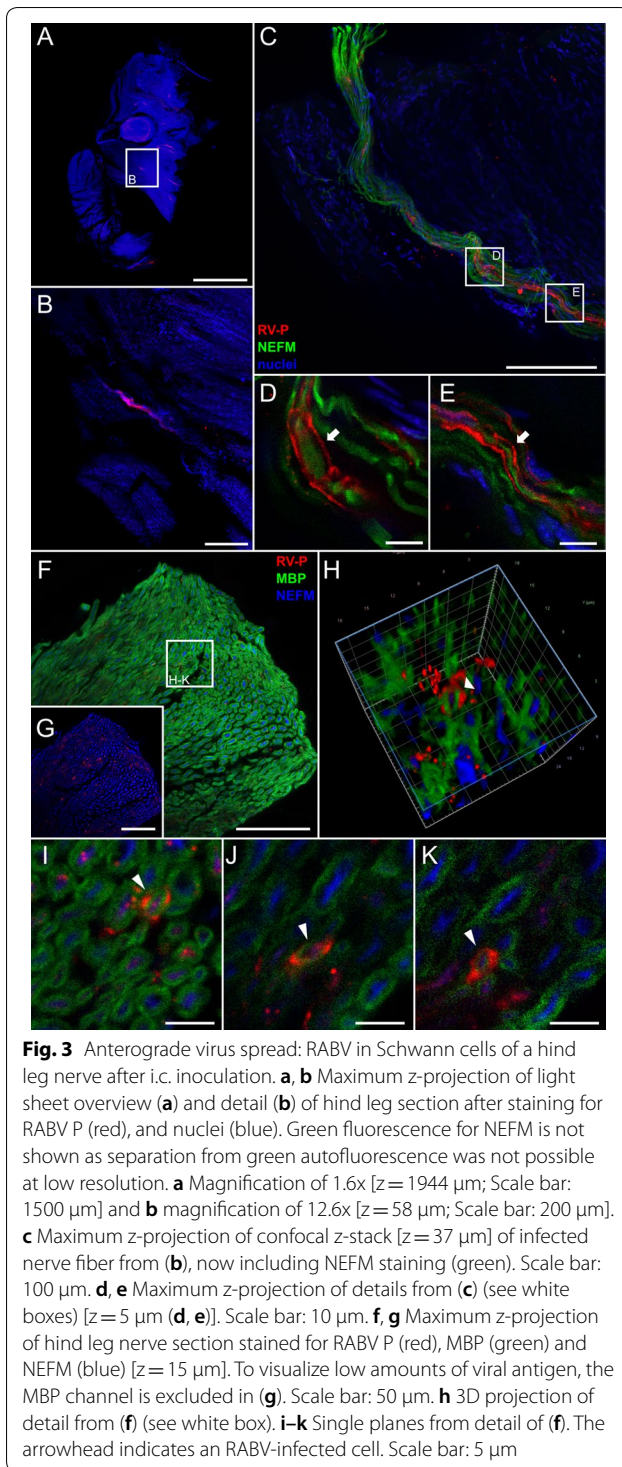 A
B
C
D
E
RV-P
NEFM
nuclei
B
D
E
F
RV-P
MBP
NEFM
H-K
G
H
I
J
K
Fig. 3 Anterograde virus spread: RABV in Schwann cells of a hind
leg nerve after i.c. inoculation. a, b Maximum z-projection of light
sheet overview (a) and detail (b) of hind leg section after staining for
RABV P (red), and nuclei (blue). Green fluorescence for NEFM is not
shown as separation from green autofluorescence was not possible
at low resolution. a Magnification of 1.6x [z = 1944 μm; Scale bar:
1500 μm] and b magnification of 12.6x [z = 58 μm; Scale bar: 200 μm].
c Maximum z-projection of confocal z-stack [z = 37 μm] of infected
nerve fiber from (b), now including NEFM staining (green). Scale bar:
100 μm. d, e Maximum z-projection of details from (c) (see white
boxes) [z = 5 μm (d, e)]. Scale bar: 10 μm. f, g Maximum z-projection
of hind leg nerve section stained for RABV P (red), MBP (green) and
NEFM (blue) [z = 15 μm]. To visualize low amounts of viral antigen, the
MBP channel is excluded in (g). Scale bar: 50 μm. h 3D projection of
detail from (f) (see white box). i–k Single planes from detail of (f). The
arrowhead indicates an RABV-infected cell. Scale bar: 5 μm